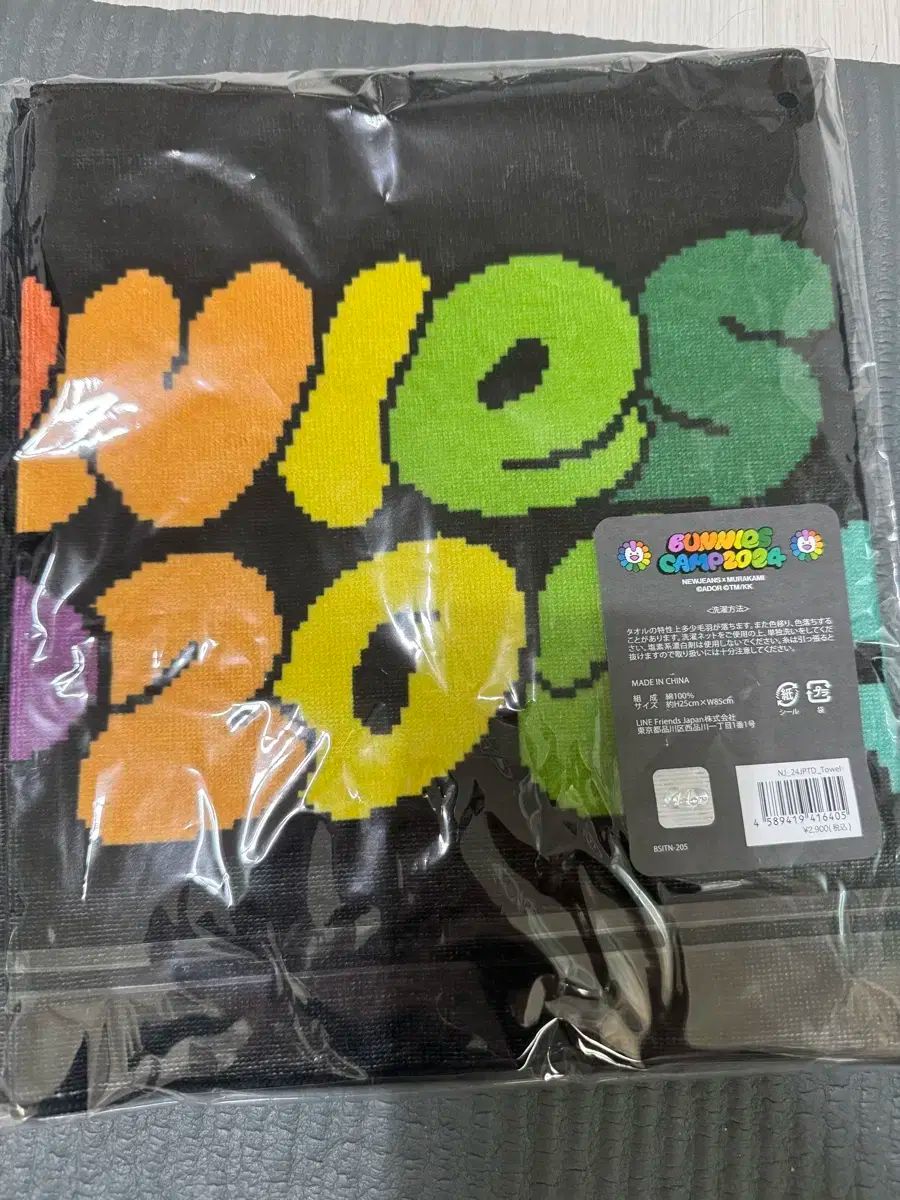 NIES
202
BUNNIES
CAMP2024
NEWJEANS×MURAKAMI
©ADOR ©TM/KK.
<洗濯方法>
タオルの特性上多少毛羽が落ちます。また色移り、色落ちする
ことがあります。洗濯ネットをご使用の上、単独洗いをしてくだ
さい。塩素系漂白剤は使用しないでください。糸は引っ張ると
抜けますので取り扱いには十分注意してください。
MADE IN CHINA
組 成 綿100%
サイズ 約H25cm×W85cm
紙 プラ
シール 袋
LINE Friends Japan株式会社
東京都品川区西品川一丁目1番1号
NJ_24JPTD_Towel
4 589419 416405
¥2,900(税込)
BSITN-205